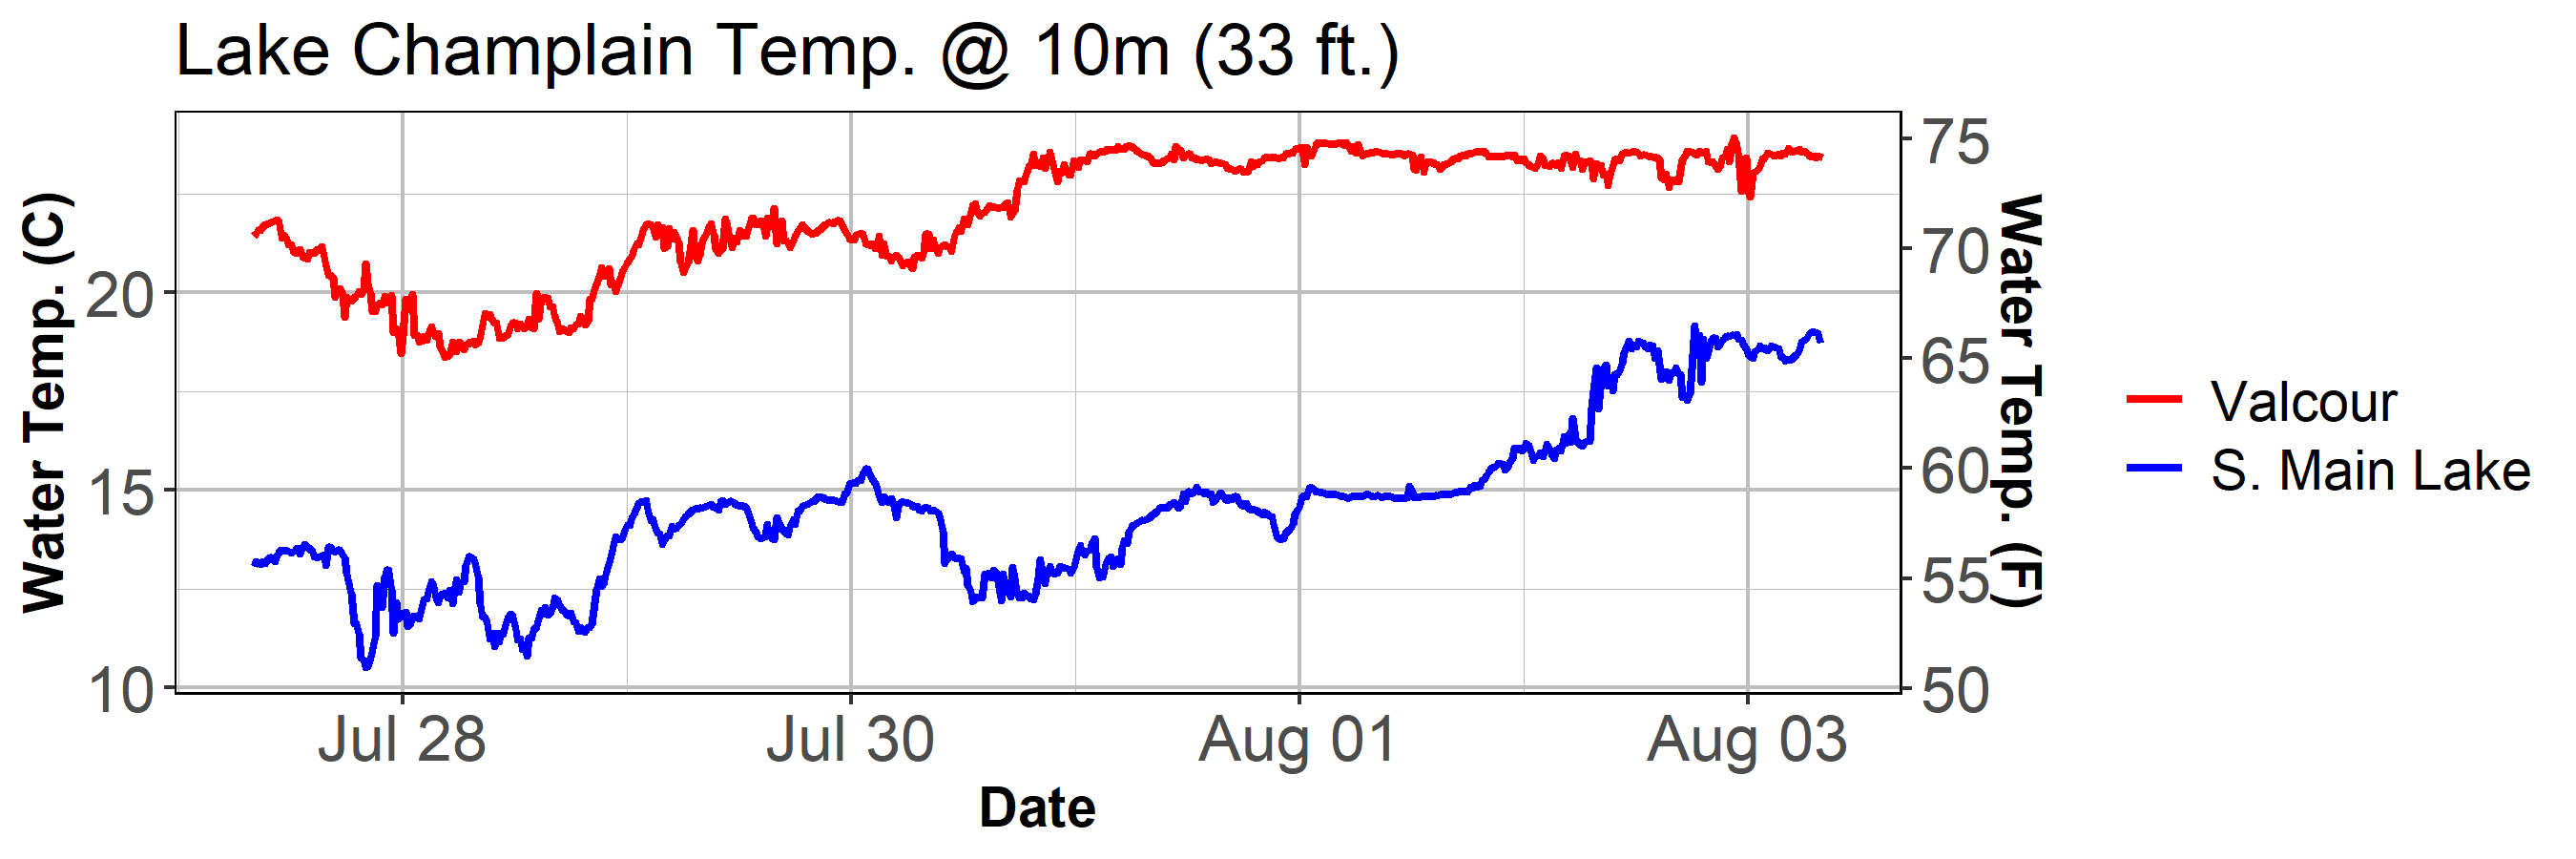 Lake Champlain Temp. @ 10m (33 ft.)
Water Temp. (C)
20
15
10
75
70
65
60
55
50
Water Temp. (F)
Jul 28
Jul 30
Aug 01
Aug 03
Date
Valcour
S. Main Lake